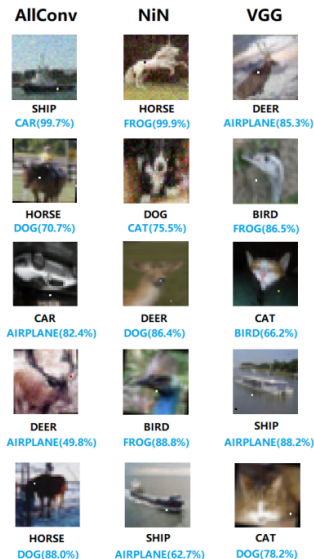 AllConv NiN VGG
SHIP HORSE DEER
CAR(99.7%) FROG(99.9%) AIRPLANE(85.3%)
HORSE DOG BIRD
DOG(70.7%) CAT(75.5%) FROG(86.5%)
CAR DEER CAT
AIRPLANE(82.4%) DOG(86.4%) BIRD(66.2%)
DEER BIRD SHIP
AIRPLANE(49.8%) FROG(88.8%) AIRPLANE(88.2%)
HORSE SHIP CAT
DOG(88.0%) AIRPLANE(62.7%) DOG(78.2%)